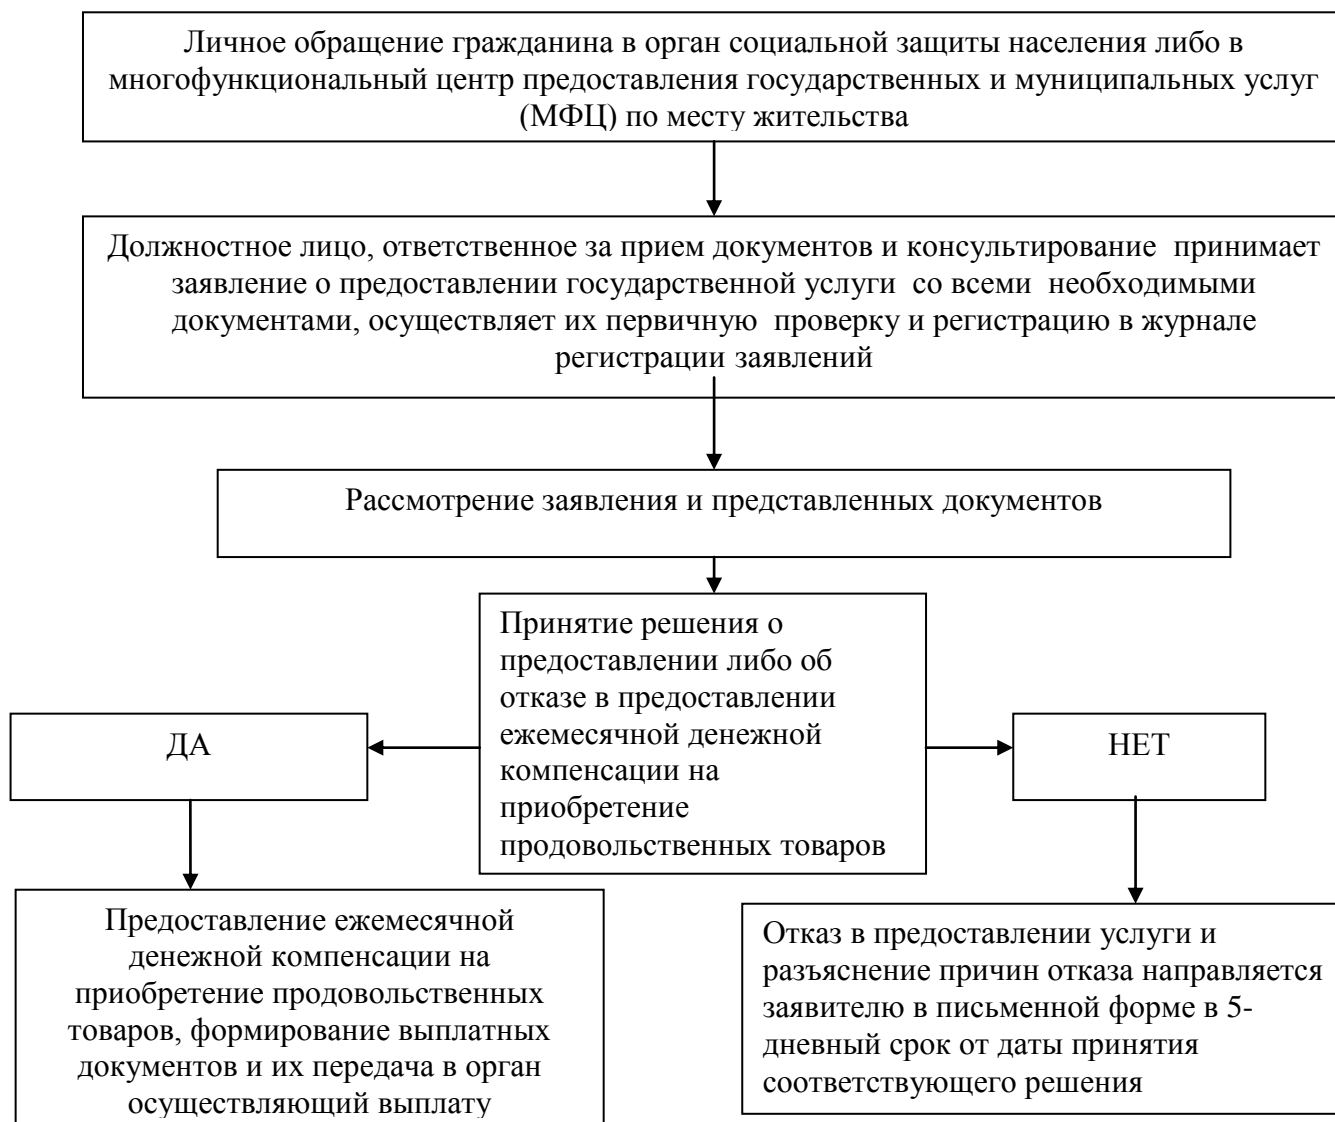 Личное обращение гражданина в орган социальной защиты населения либо в
многофункциональный центр предоставления государственных и муниципальных услуг
(МФЦ) по месту жительства
Должностное лицо, ответственное за прием документов и консультирование принимает
заявление о предоставлении государственной услуги со всеми необходимыми
документами, осуществляет их первичную проверку и регистрацию в журнале
регистрации заявлений
Рассмотрение заявления и представленных документов
Принятие решения о
предоставлении либо об
отказе в предоставлении
ежемесячной денежной
компенсации на
приобретение
продовольственных товаров
ДА
НЕТ
Предоставление ежемесячной
денежной компенсации на
приобретение продовольственных
товаров, формирование выплатных
документов и их передача в орган
осуществляющий выплату
Отказ в предоставлении услуги и
разъяснение причин отказа направляется
заявителю в письменной форме в 5-
дневный срок от даты принятия
соответствующего решения